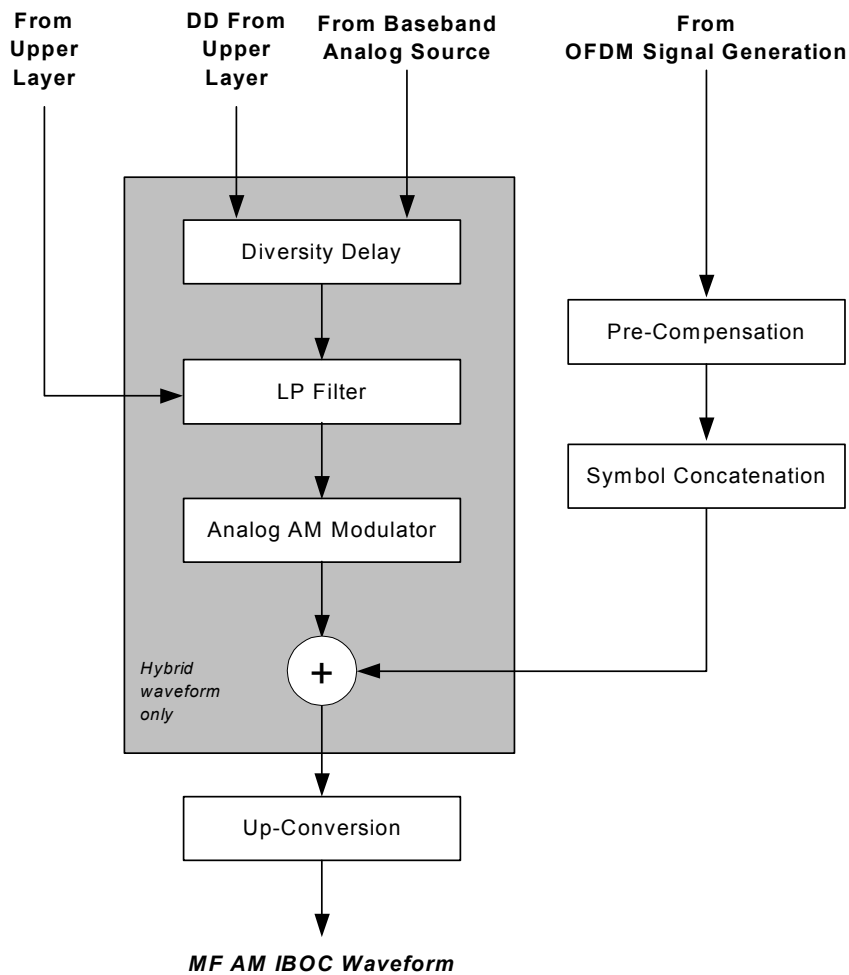 From
Upper
Layer
DD From
Upper
Layer
From Baseband
Analog Source
From
OFDM Signal Generation
Diversity Delay
Pre-Compensation
LP Filter
Symbol Concatenation
Analog AM Modulator
+
Hybrid
waveform
only
Up-Conversion
MF AM IBOC Waveform